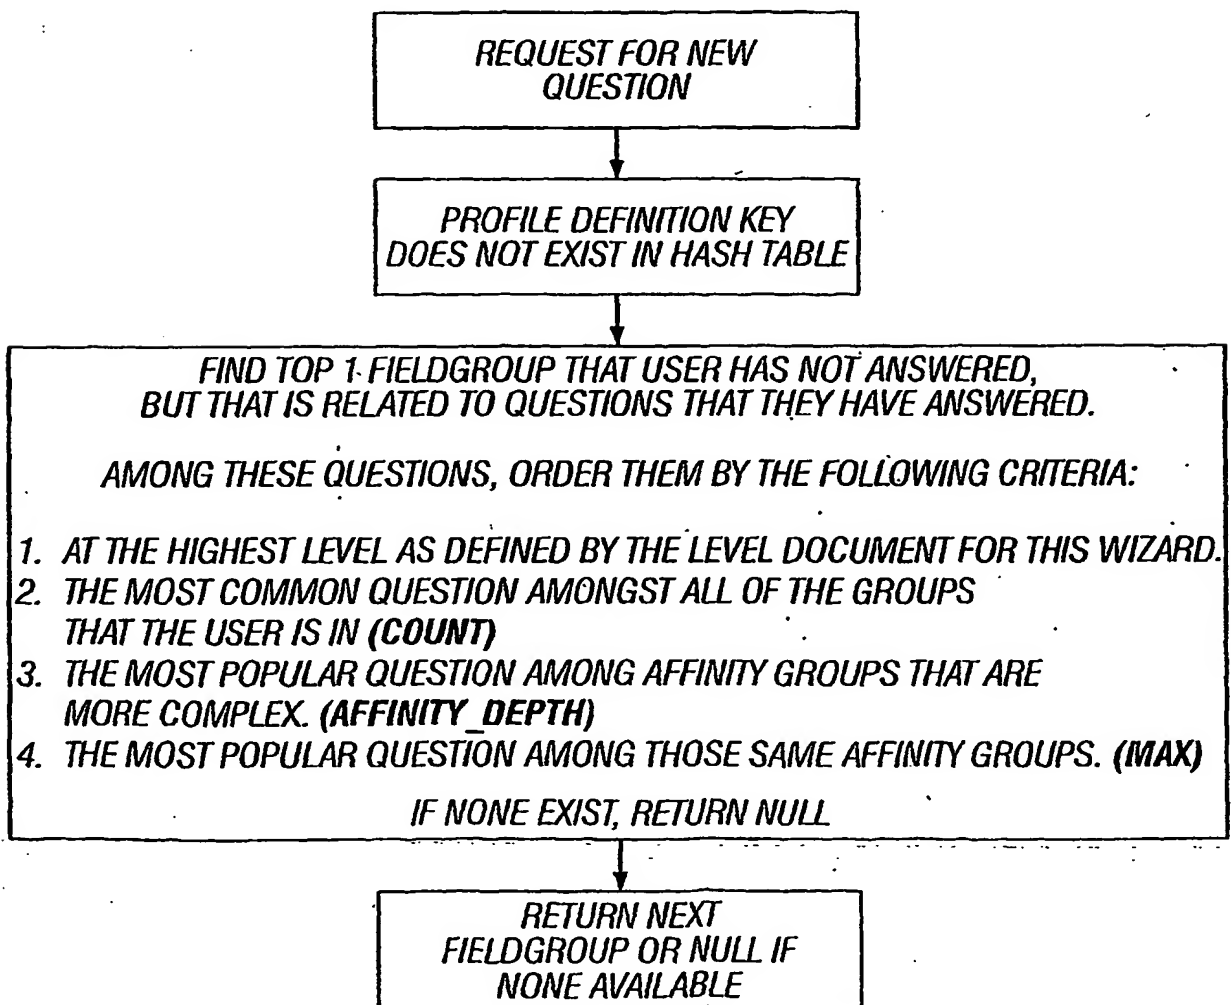 REQUEST FOR NEW
QUESTION
PROFILE DEFINITION KEY
DOES NOT EXIST IN HASH TABLE
FIND TOP 1 FIELDGROUP THAT USER HAS NOT ANSWERED,
BUT THAT IS RELATED TO QUESTIONS THAT THEY HAVE ANSWERED.
AMONG THESE QUESTIONS, ORDER THEM BY THE FOLLOWING CRITERIA:
1. AT THE HIGHEST LEVEL AS DEFINED BY THE LEVEL DOCUMENT FOR THIS WIZARD.
2. THE MOST COMMON QUESTION AMONGST ALL OF THE GROUPS
THAT THE USER IS IN (COUNT)
3. THE MOST POPULAR QUESTION AMONG AFFINITY GROUPS THAT ARE
MORE COMPLEX. (AFFINITY_DEPTH)
4. THE MOST POPULAR QUESTION AMONG THOSE SAME AFFINITY GROUPS. (MAX)
IF NONE EXIST, RETURN NULL
RETURN NEXT
FIELDGROUP OR NULL IF
NONE AVAILABLE